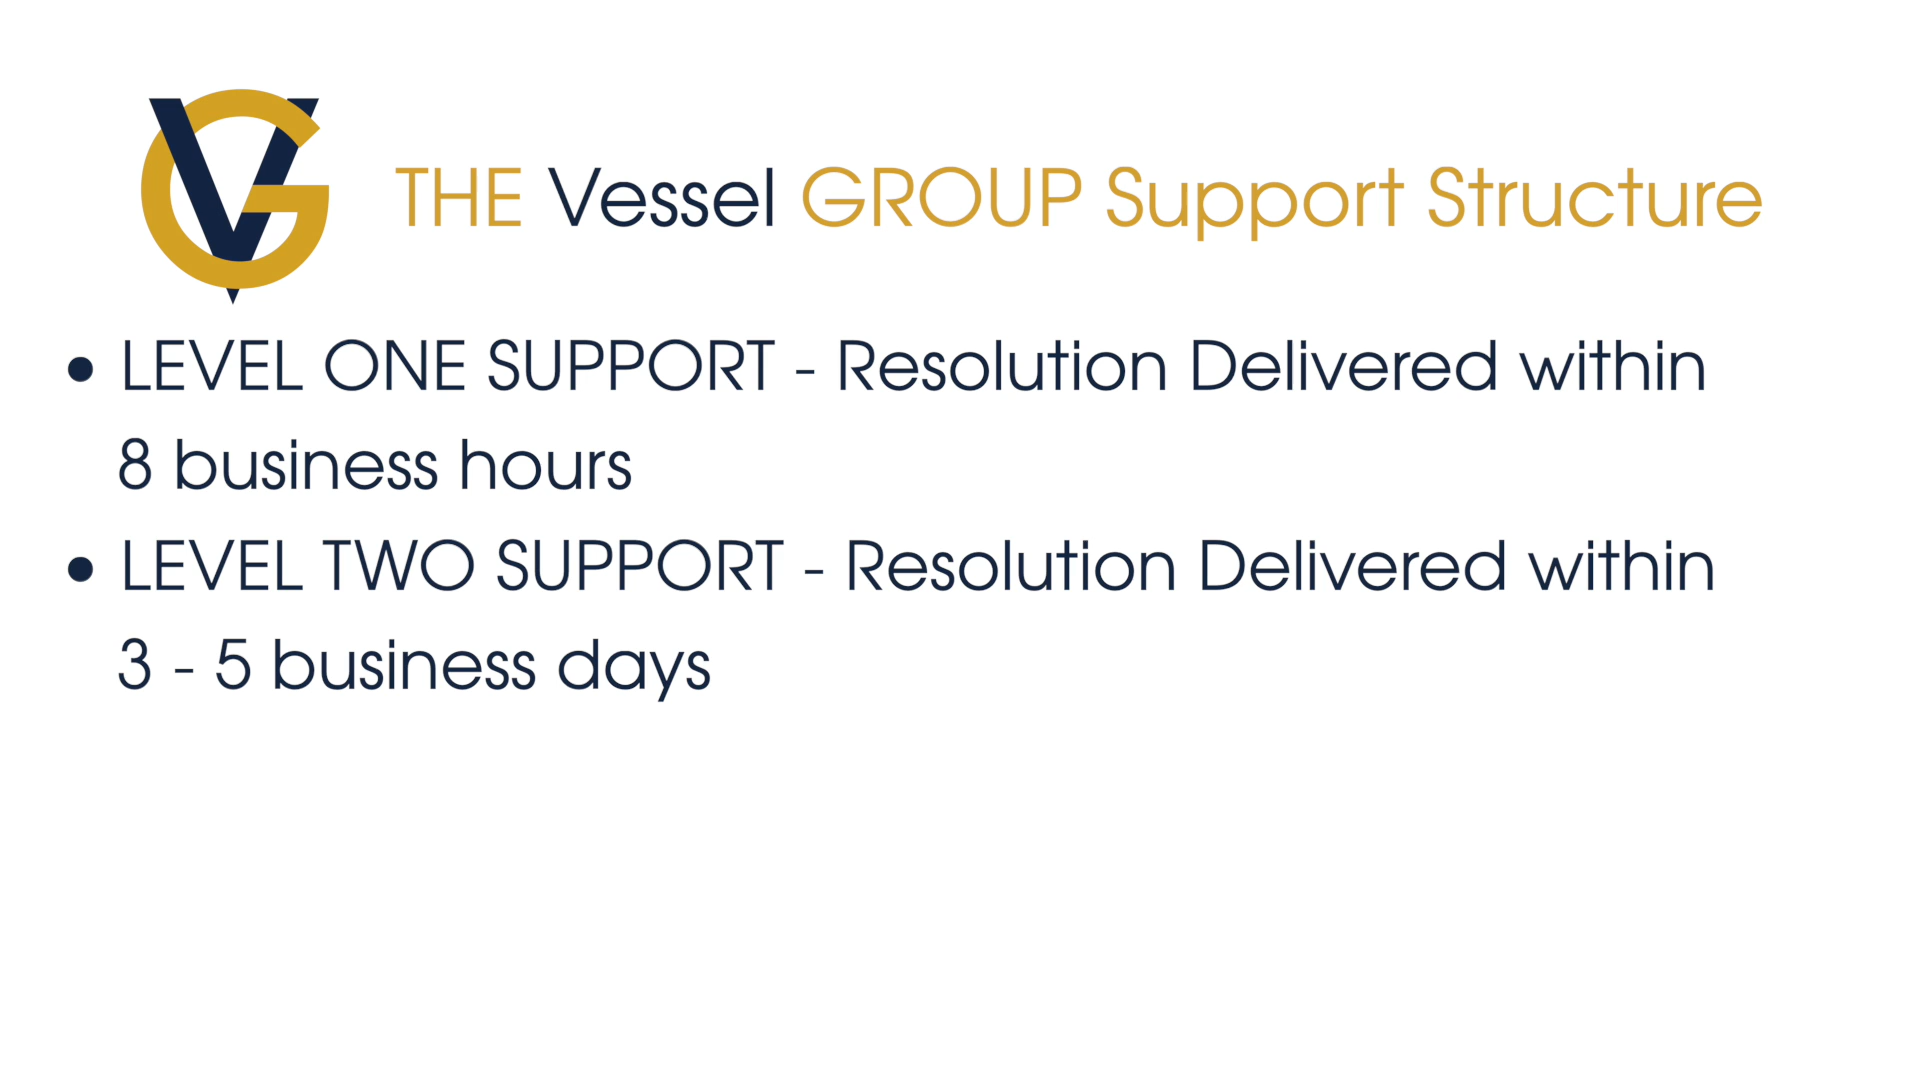 VG
THE Vessel GROUP Support Structure
• LEVEL ONE SUPPORT - Resolution Delivered within
8 business hours
• LEVEL TWO SUPPORT - Resolution Delivered within
3 - 5 business days